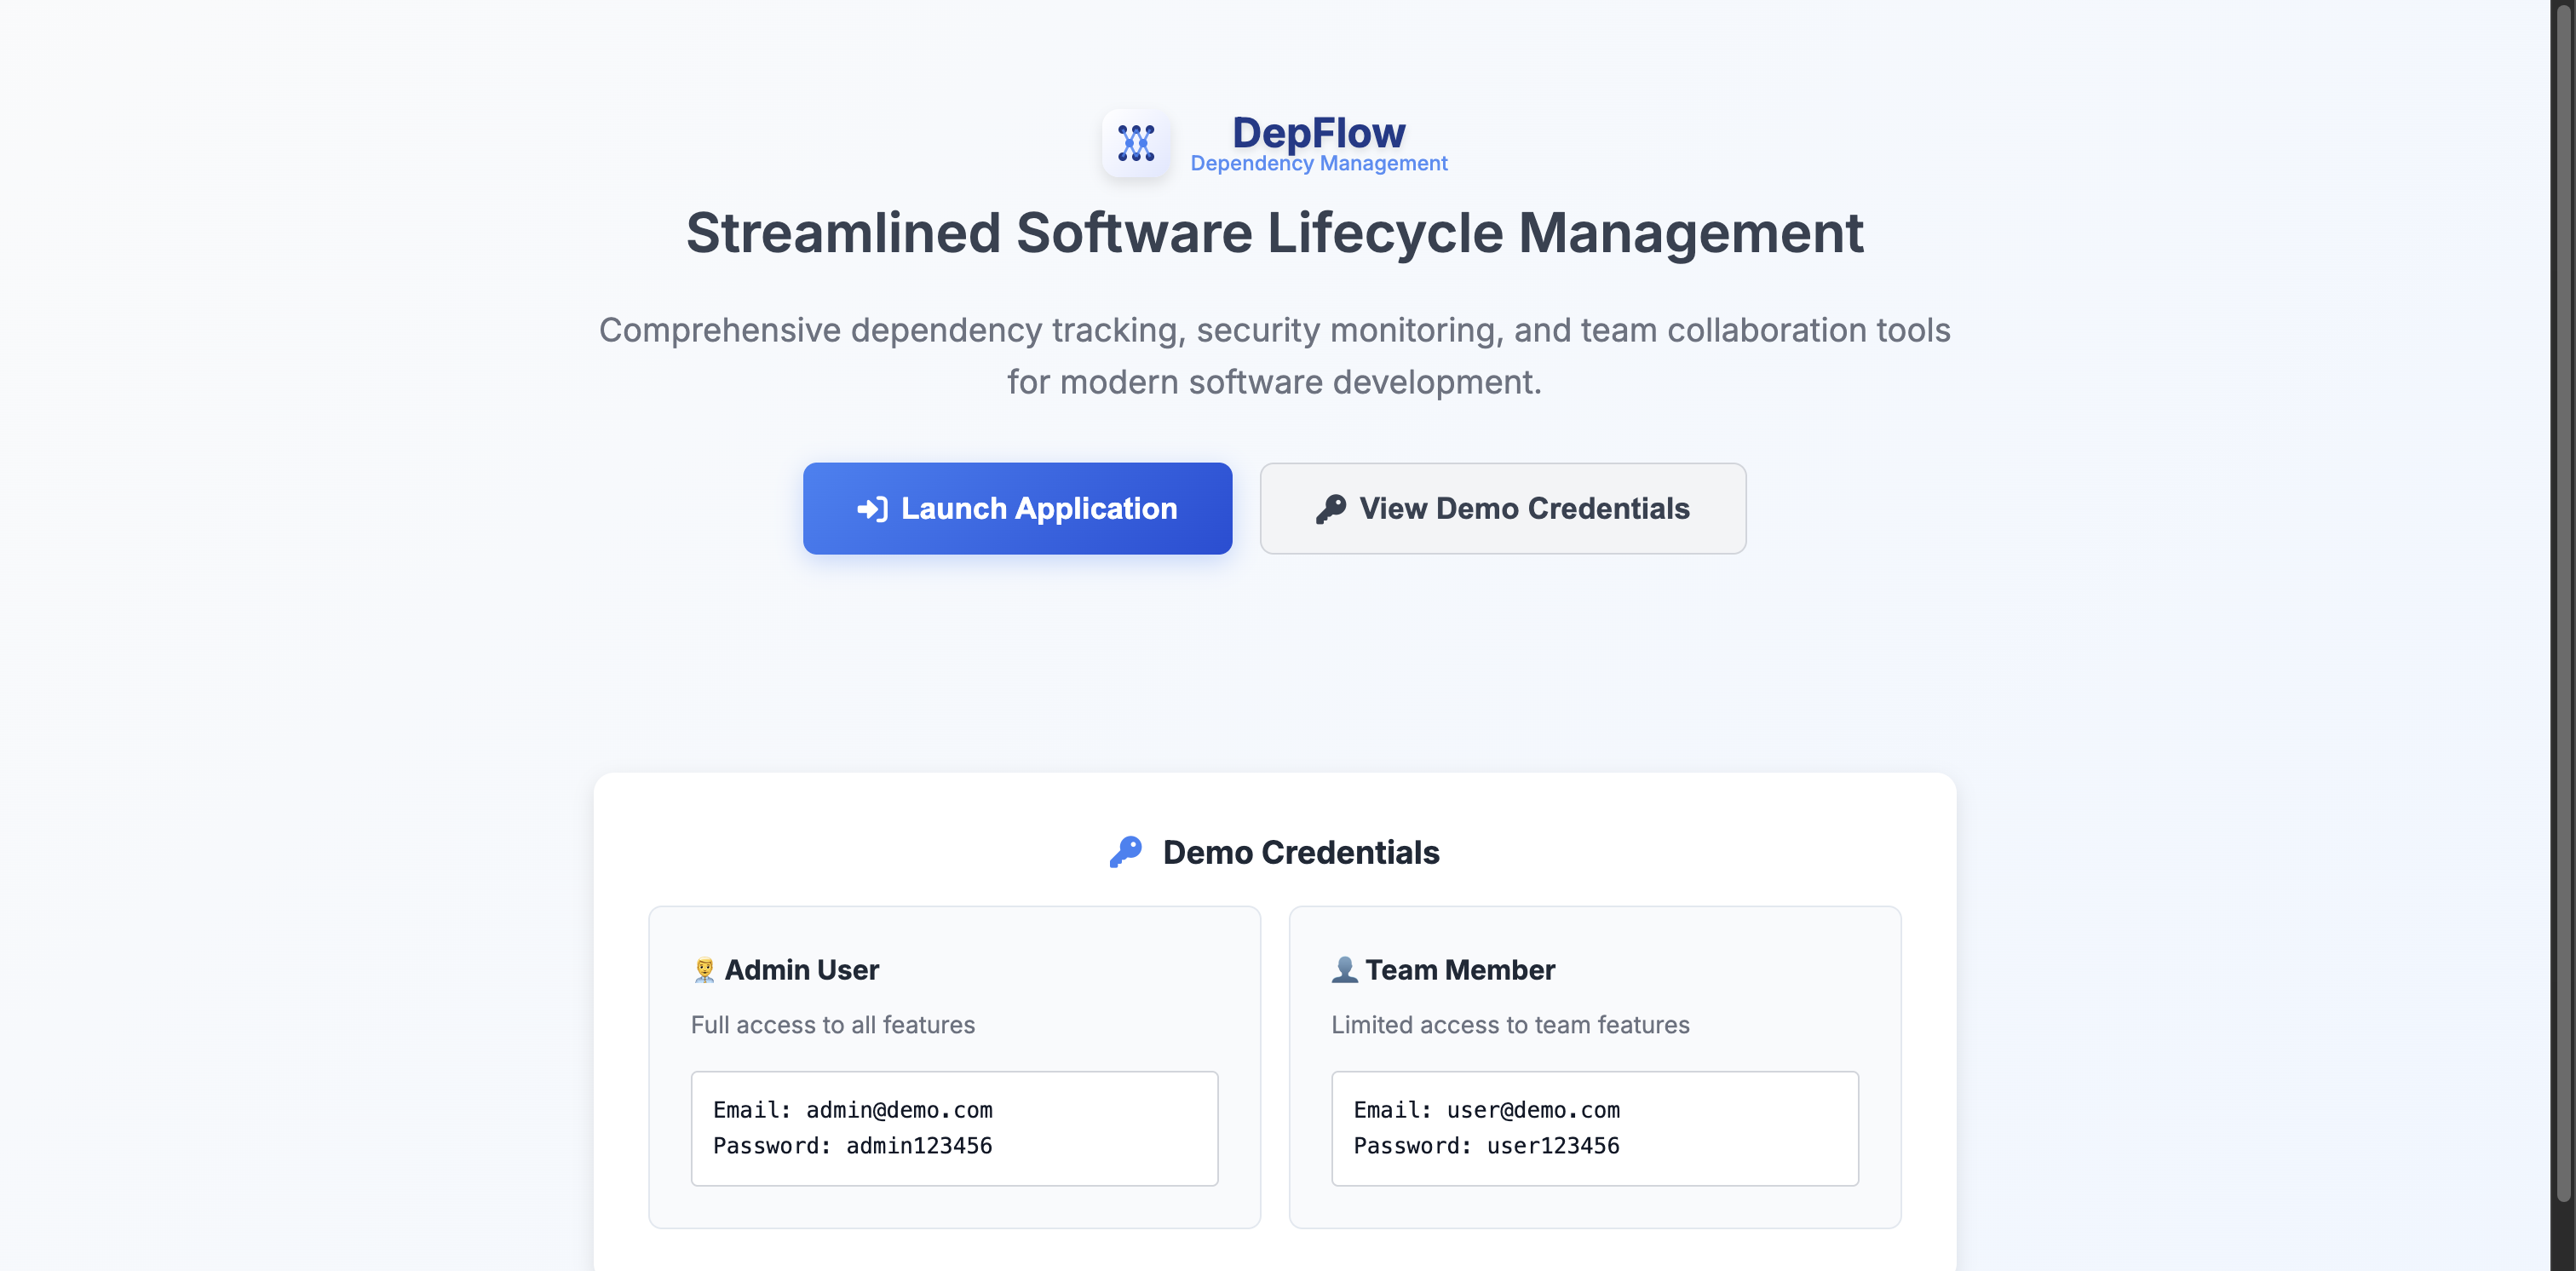 DepFlow
Dependency Management
Streamlined Software Lifecycle Management
Comprehensive dependency tracking, security monitoring, and team collaboration tools
for modern software development.
Launch Application
View Demo Credentials
Demo Credentials
Admin User
Full access to all features
Email: admin@demo.com
Password: admin123456
Team Member
Limited access to team features
Email: user@demo.com
Password: user123456